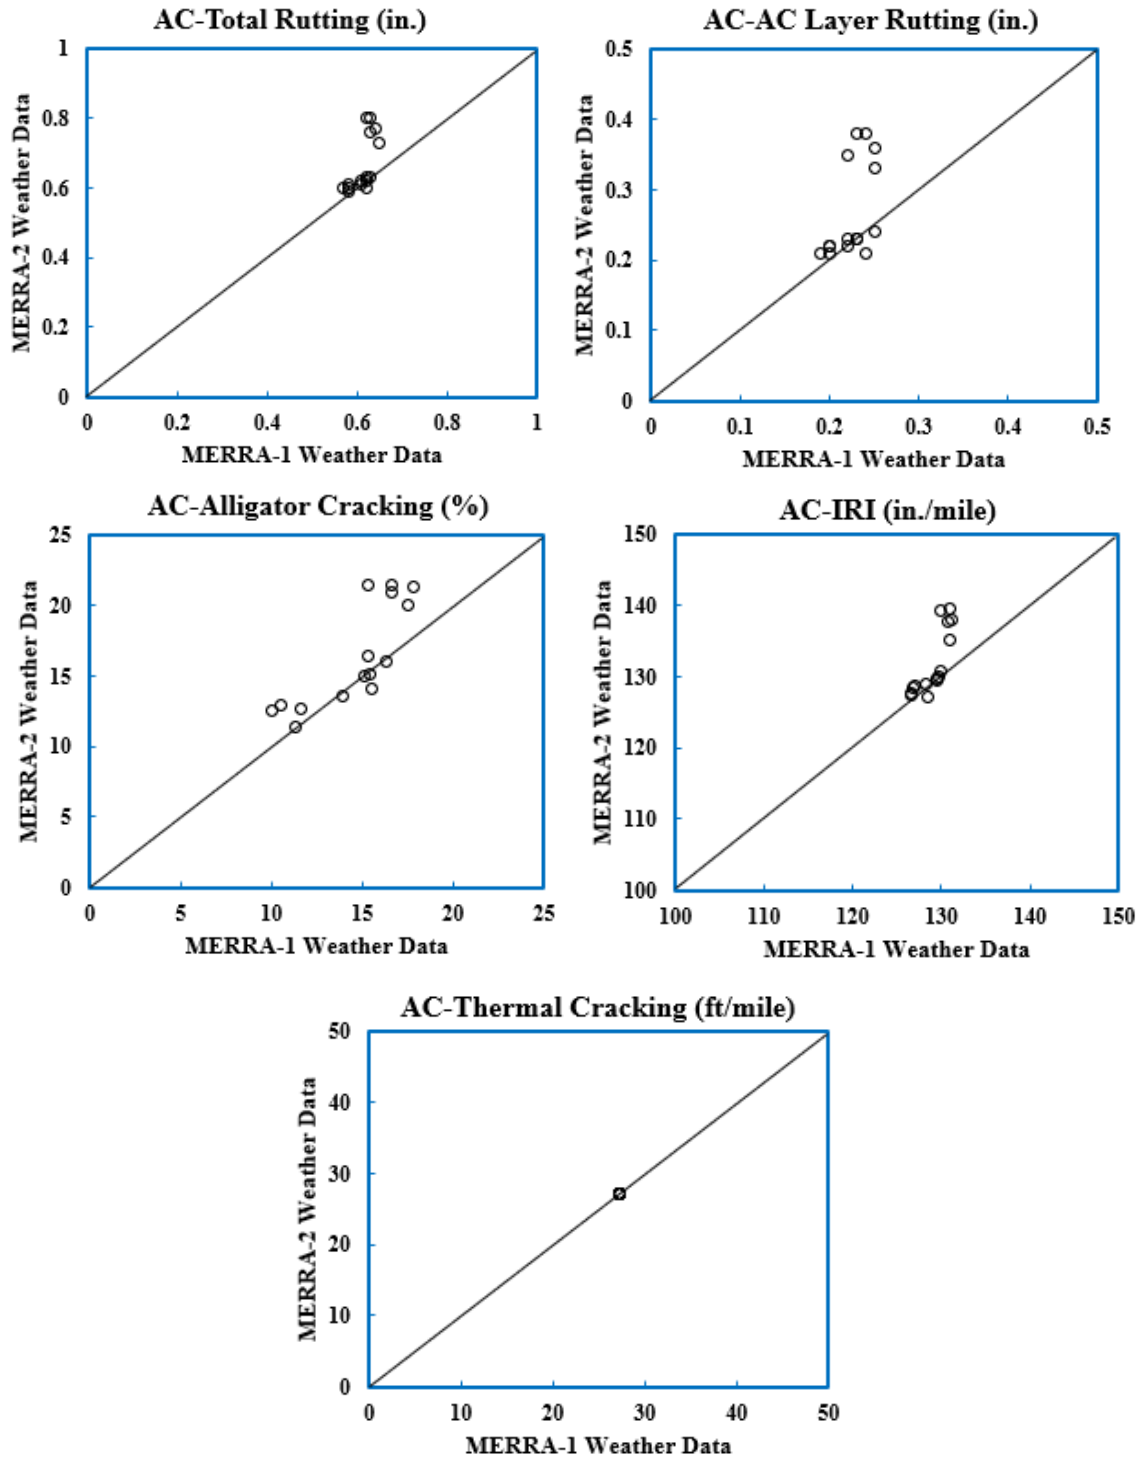 AC-Total Rutting (in.)
MERRA-2 Weather Data
1
0.8
0.6
0.4
0.2
0
0 0.2 0.4 0.6 0.8 1
MERRA-1 Weather Data
AC-AC Layer Rutting (in.)
MERRA-2 Weather Data
0.5
0.4
0.3
0.2
0.1
0
0 0.1 0.2 0.3 0.4 0.5
MERRA-1 Weather Data
AC-Alligator Cracking (%)
MERRA-2 Weather Data
25
20
15
10
5
0
0 5 10 15 20 25
MERRA-1 Weather Data
AC-IRI (in./mile)
MERRA-2 Weather Data
150
140
130
120
110
100
100 110 120 130 140 150
MERRA-1 Weather Data
AC-Thermal Cracking (ft/mile)
MERRA-2 Weather Data
50
40
30
20
10
0
0 10 20 30 40 50
MERRA-1 Weather Data